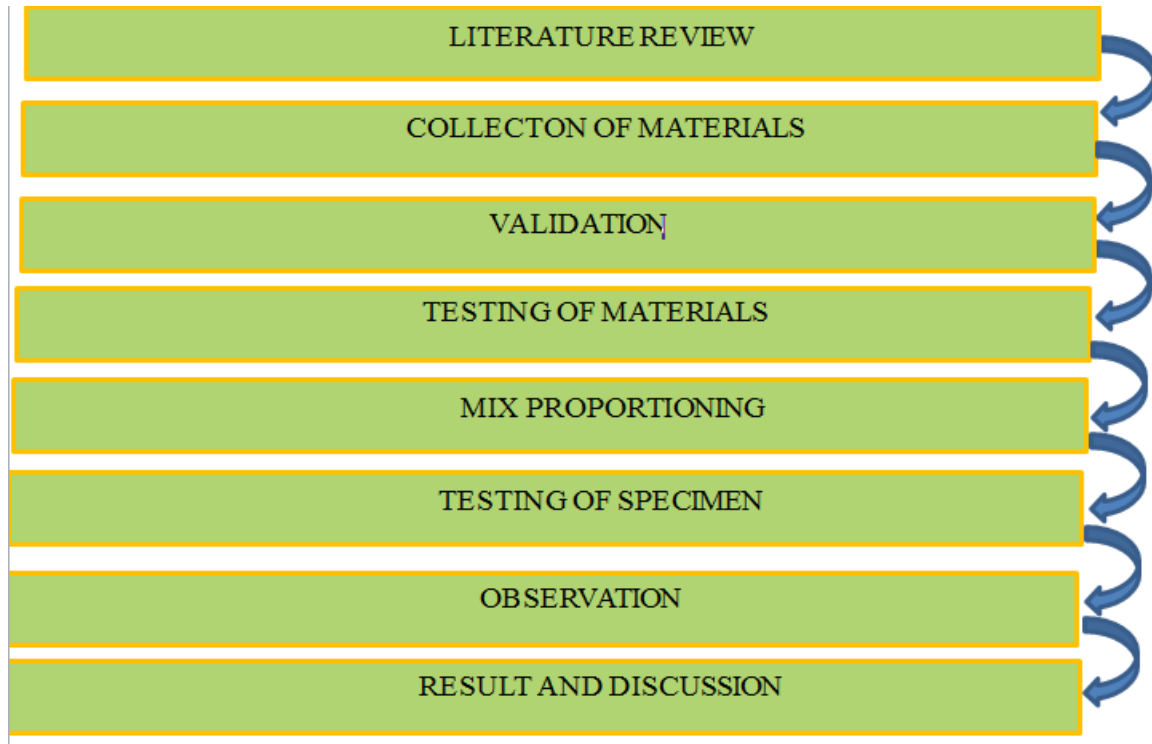 LITERATURE REVIEW
COLLECTON OF MATERIALS
VALIDATION
TESTING OF MATERIALS
MIX PROPORTIONING
TESTING OF SPECIMEN
OBSERVATION
RESULT AND DISCUSSION